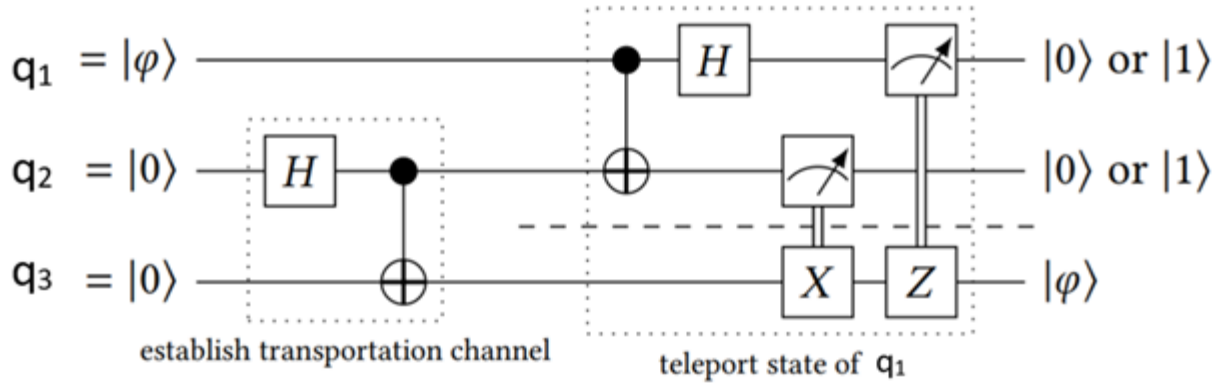 q1 = |φ⟩ H |0⟩ or |1⟩
q2 = |0⟩ H |0⟩ or |1⟩
q3 = |0⟩ X Z |φ⟩
establish transportation channel
teleport state of q1